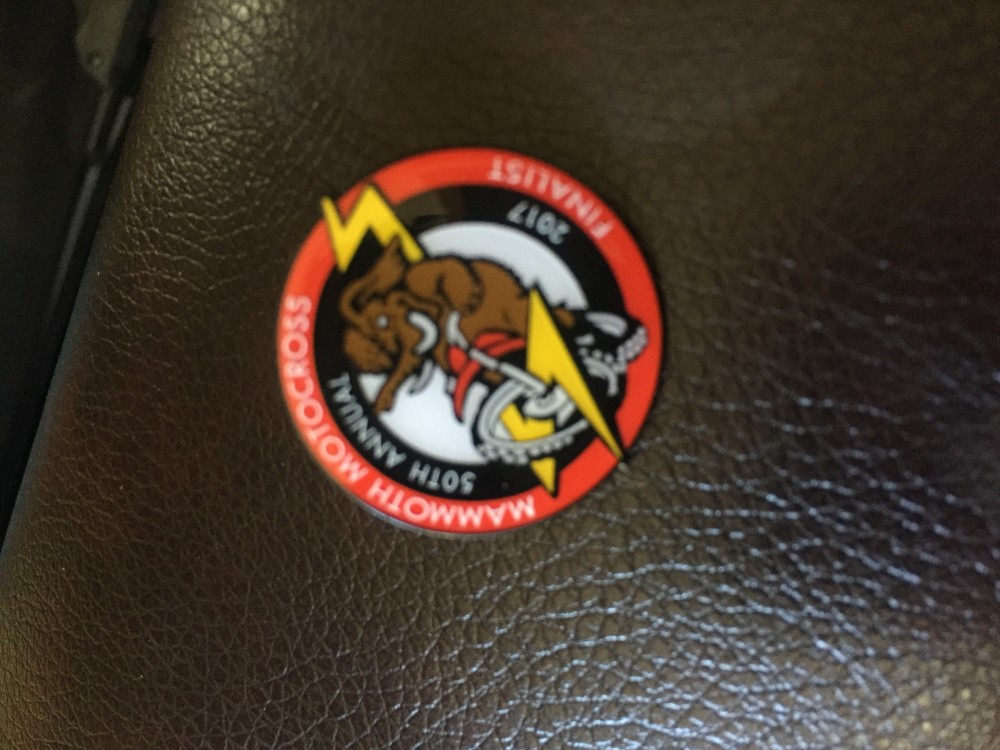 MAMMOTH MOTOCROSS
50TH ANNUAL
2017
FINALIST